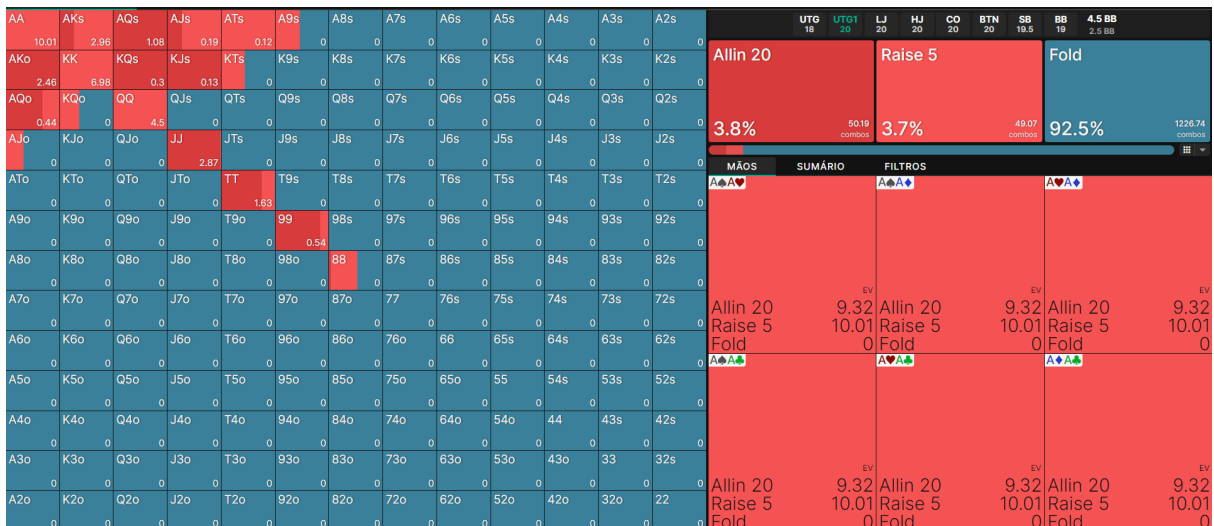 AA AKs AQs AJs ATs A9s A8s A7s A6s A5s A4s A3s A2s
10.01 2.96 1.08 0.19 0.12 0 0 0 0 0 0 0 0
AKo KK KQs KJs KTs K9s K8s K7s K6s K5s K4s K3s K2s
2.46 6.98 0.3 0.13 0 0 0 0 0 0 0 0 0
AQo KQo QQ QJs QTs Q9s Q8s Q7s Q6s Q5s Q4s Q3s Q2s
0.44 0 4.5 0 0 0 0 0 0 0 0 0 0
AJo KJo QJo JJ JTs J9s J8s J7s J6s J5s J4s J3s J2s
0 0 0 2.87 0 0 0 0 0 0 0 0 0
ATo KTo QTo JTo TT T9s T8s T7s T6s T5s T4s T3s T2s
0 0 0 0 1.63 0 0 0 0 0 0 0 0
A9o K9o Q9o J9o T9o 99 98s 97s 96s 95s 94s 93s 92s
0 0 0 0 0 0.54 0 0 0 0 0 0 0
A8o K8o Q8o J8o T8o 98o 88 87s 86s 85s 84s 83s 82s
0 0 0 0 0 0 0 0 0 0 0 0 0
A7o K7o Q7o J7o T7o 97o 87o 77 76s 75s 74s 73s 72s
0 0 0 0 0 0 0 0 0 0 0 0 0
A6o K6o Q6o J6o T6o 96o 86o 76o 66 65s 64s 63s 62s
0 0 0 0 0 0 0 0 0 0 0 0 0
A5o K5o Q5o J5o T5o 95o 85o 75o 65o 55 54s 53s 52s
0 0 0 0 0 0 0 0 0 0 0 0 0
A4o K4o Q4o J4o T4o 94o 84o 74o 64o 54o 44 43s 42s
0 0 0 0 0 0 0 0 0 0 0 0 0
A3o K3o Q3o J3o T3o 93o 83o 73o 63o 53o 43o 33 32s
0 0 0 0 0 0 0 0 0 0 0 0 0
A2o K2o Q2o J2o T2o 92o 82o 72o 62o 52o 42o 32o 22
0 0 0 0 0 0 0 0 0 0 0 0 0
UTG UTG1 LJ HJ CO BTN SB BB 4.5 BB
18 20 20 20 20 20 19.5 19 2.5 BB
Allin 20 Raise 5 Fold
3.8% 50.19 3.7% 49.07 92.5% 1226.74
combos combos combos
MÃOS SUMÁRIO FILTROS
A♠A♥ A♠A♦ A♥A♦
EV EV EV
Allin 20 9.32 Allin 20 9.32 Allin 20 9.32
Raise 5 10.01 Raise 5 10.01 Raise 5 10.01
Fold 0 Fold 0 Fold 0
A♠A♣ A♥A♣ A♦A♣
EV EV EV
Allin 20 9.32 Allin 20 9.32 Allin 20 9.32
Raise 5 10.01 Raise 5 10.01 Raise 5 10.01
Fold 0 Fold 0 Fold 0